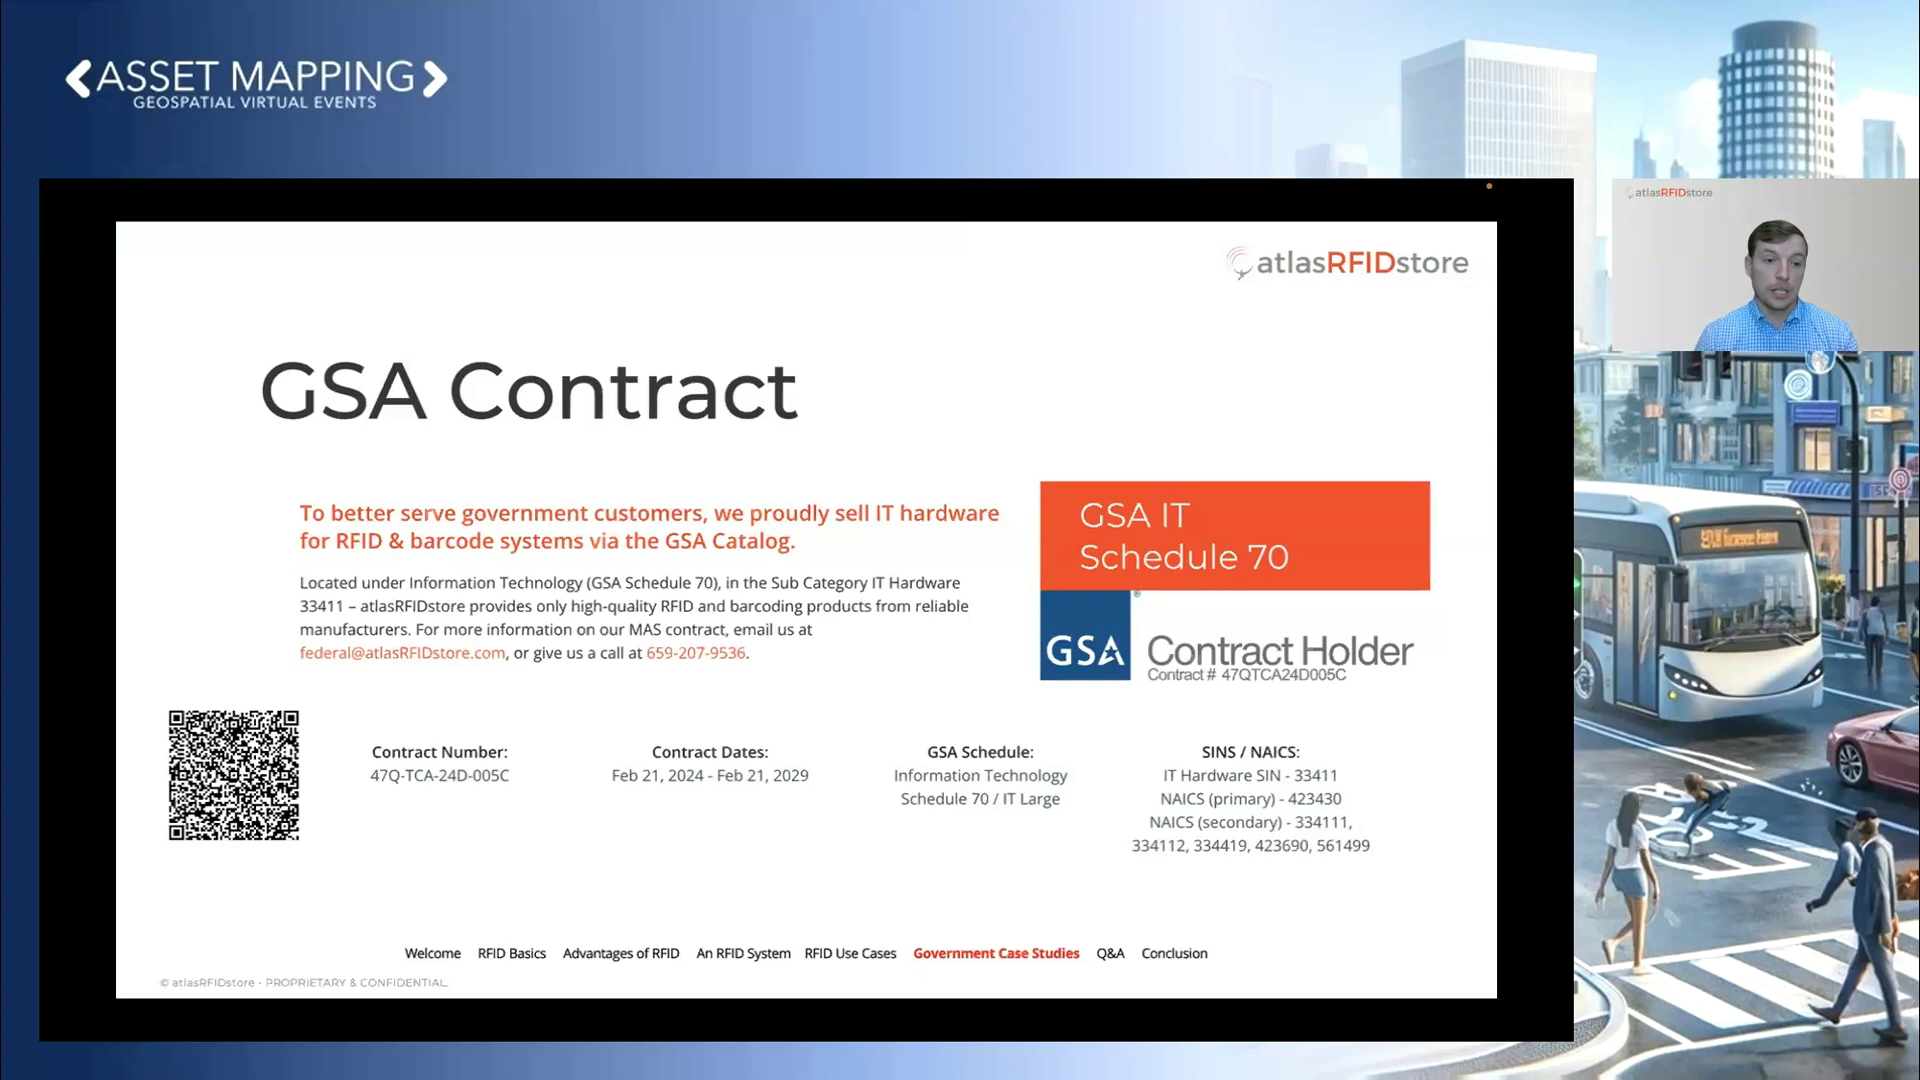 ASSET MAPPING
GEOSPATIAL VIRTUAL EVENTS
atlasRFIDstore
atlasRFIDstore
GSA Contract
To better serve government customers, we proudly sell IT hardware
for RFID & barcode systems via the GSA Catalog.
Located under Information Technology (GSA Schedule 70), in the Sub Category IT Hardware
33411 – atlasRFIDstore provides only high-quality RFID and barcoding products from reliable
manufacturers. For more information on our MAS contract, email us at
federal@atlasRFIDstore.com, or give us a call at 659-207-9536.
GSA IT
Schedule 70
GSA
®
Contract Holder
Contract # 47QTCA24D005C
Contract Number:
47Q-TCA-24D-005C
Contract Dates:
Feb 21, 2024 - Feb 21, 2029
GSA Schedule:
Information Technology
Schedule 70 / IT Large
SINS / NAICS:
IT Hardware SIN - 33411
NAICS (primary) - 423430
NAICS (secondary) - 334111,
334112, 334419, 423690, 561499
Welcome RFID Basics Advantages of RFID An RFID System RFID Use Cases Government Case Studies Q&A Conclusion
© atlasRFIDstore - PROPRIETARY & CONFIDENTIAL